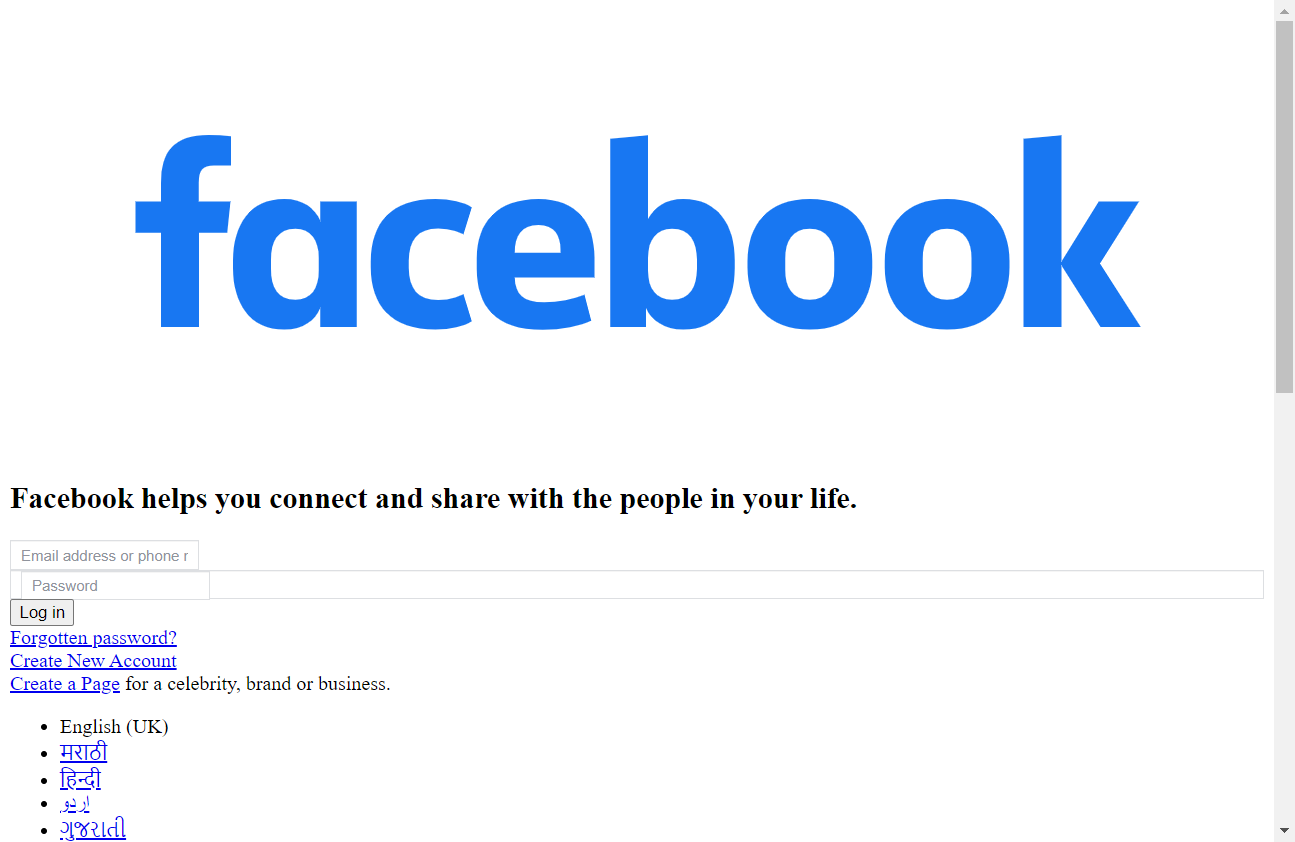 facebook
Facebook helps you connect and share with the people in your life.
Email address or phone r
Password
Log in
Forgotten password?
Create New Account
Create a Page for a celebrity, brand or business.
English (UK)
मराठी
हिन्दी
اردو
ગુજરાતી